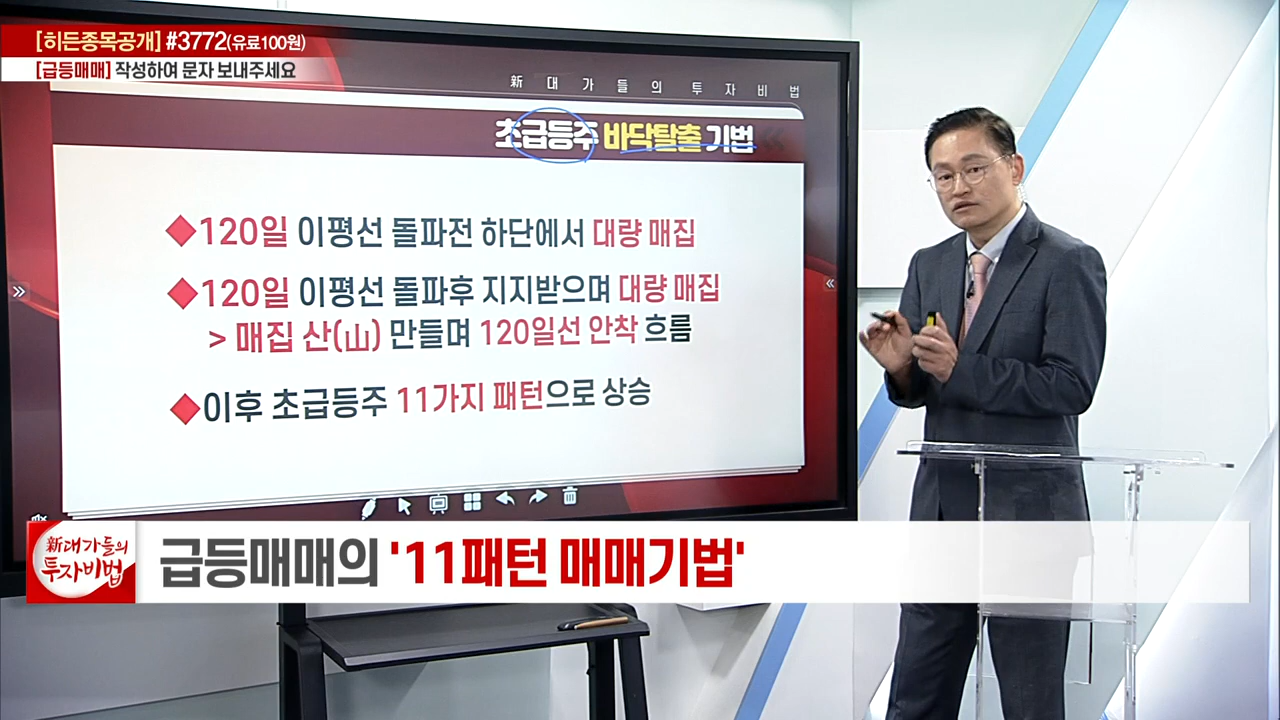 [히든종목공개] #3772(유료100원)
[급등매매] 작성하여 문자 보내주세요
新 대 가 들 의 투 자 비 법
초급등주 바닥탈출 기법
◆120일 이평선 돌파전 하단에서 대량 매집
◆120일 이평선 돌파후 지지받으며 대량 매집
> 매집 산(山) 만들며 120일선 안착 흐름
◆이후 초급등주 11가지 패턴으로 상승
新대가들의
투자비법
급등매매의 '11패턴 매매기법'